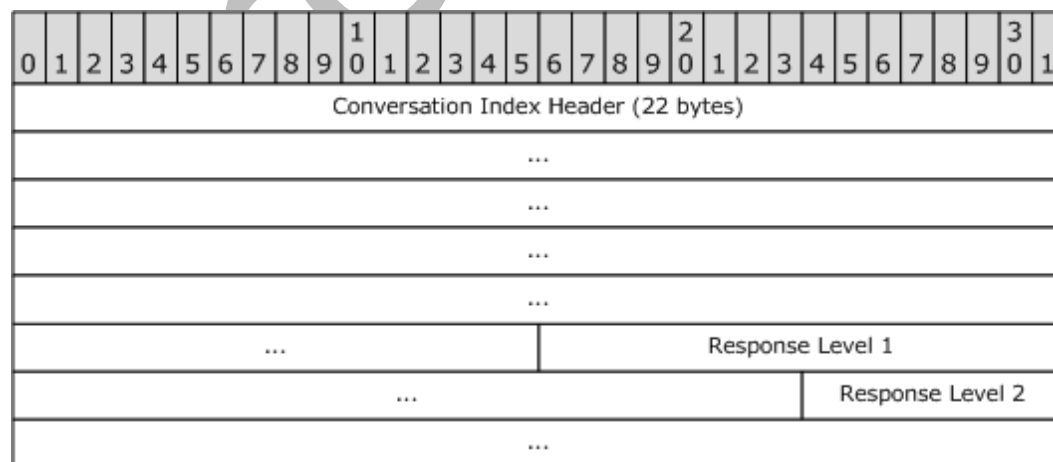 1 2 3
0 1 2 3 4 5 6 7 8 9 0 1 2 3 4 5 6 7 8 9 0 1 2 3 4 5 6 7 8 9 0 1
Conversation Index Header (22 bytes)
...
...
...
...
... Response Level 1
... Response Level 2
...